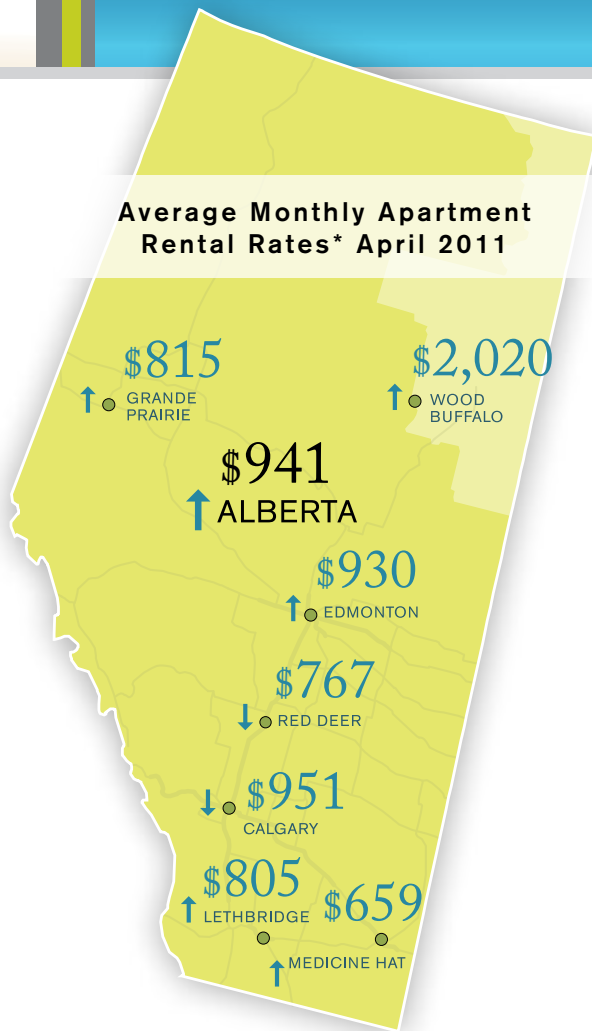 Average Monthly Apartment
Rental Rates* April 2011
$815
GRANDE
PRAIRIE
$2,020
WOOD
BUFFALO
$941
ALBERTA
$930
EDMONTON
$767
RED DEER
$951
CALGARY
$805
LETHBRIDGE
$659
MEDICINE HAT